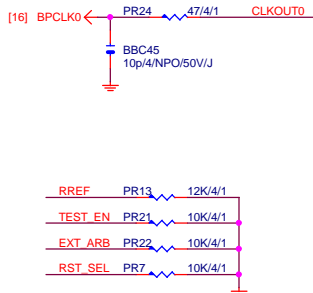 [16] BPCLK0 PR24 47/4/1 CLKOUT0
BBC45
10p/4/NPO/50V/J
RREF PR13 12K/4/1
TEST_EN PR21 10K/4/1
EXT_ARB PR22 10K/4/1
RST_SEL PR7 10K/4/1